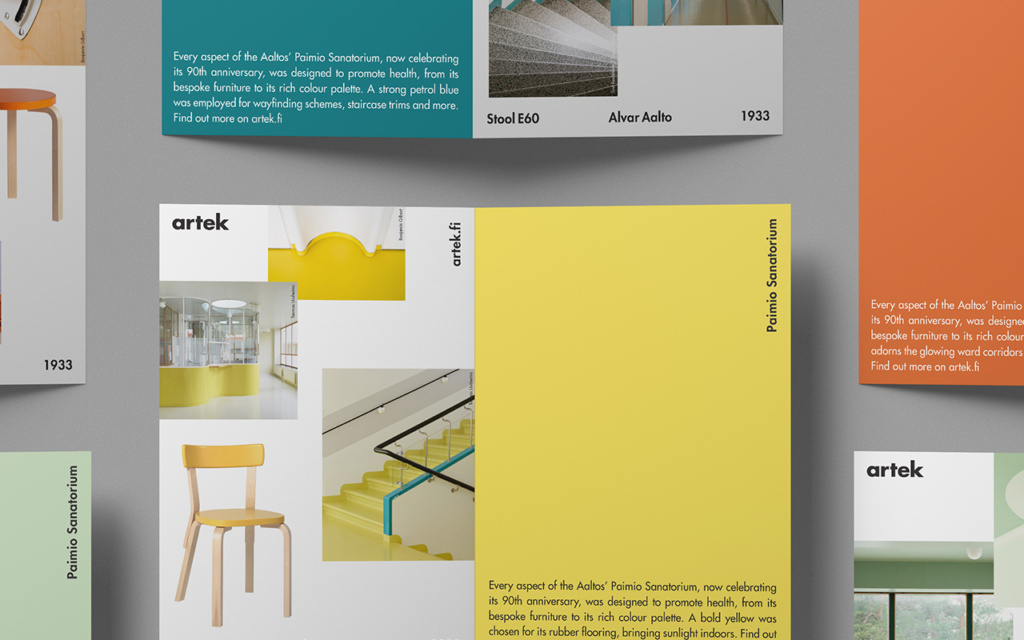 Every aspect of the Aaltos' Paimio Sanatorium, now celebrating
its 90th anniversary, was designed to promote health, from its
bespoke furniture to its rich colour palette. A strong petrol blue
was employed for wayfinding schemes, staircase trims and more.
Find out more on artek.fi
Stool E60
Alvar Aalto
1933
1933
artek
artek.fi
Paimio Sanatorium
Every aspect of the Aaltos' Paimio Sanatorium, now celebrating
its 90th anniversary, was designed to promote health, from its
bespoke furniture to its rich colour palette. A bold yellow was
chosen for its rubber flooring, bringing sunlight indoors. Find out
Every aspect of the Aaltos' Paimio
its 90th anniversary, was designed
bespoke furniture to its rich colour
adorns the glowing ward corridors
Find out more on artek.fi
Paimio Sanatorium
artek